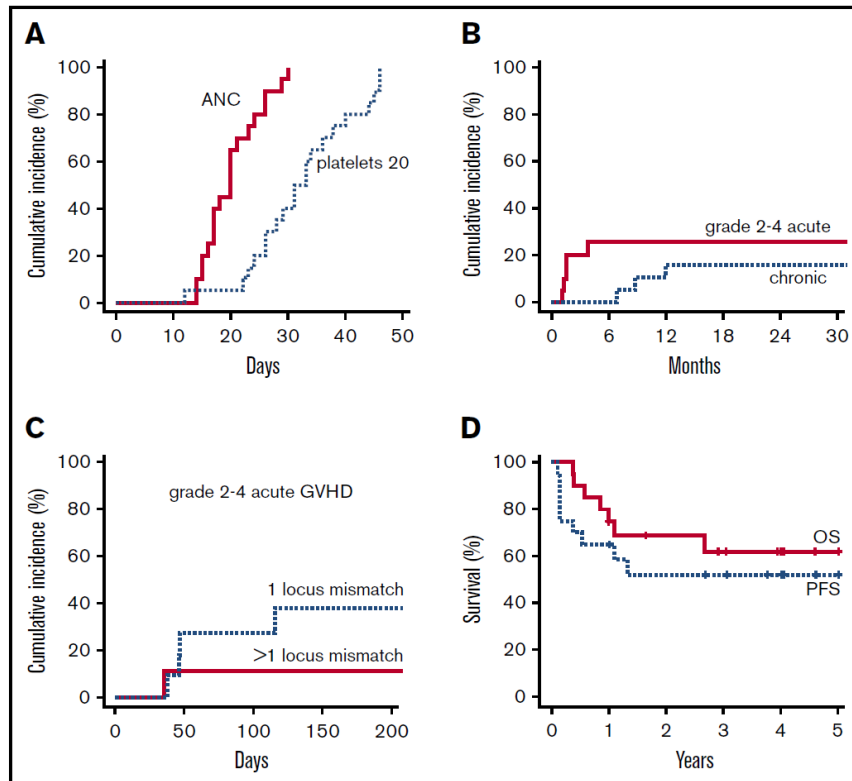 A
Cumulative incidence (%)
100
80
60
40
20
0
ANC
platelets 20
0 10 20 30 40 50
Days
B
Cumulative incidence (%)
100
80
60
40
20
0
grade 2-4 acute
chronic
0 6 12 18 24 30
Months
C
Cumulative incidence (%)
100
80
60
40
20
0
grade 2-4 acute GVHD
1 locus mismatch
>1 locus mismatch
0 50 100 150 200
Days
D
Survival (%)
100
80
60
40
20
0
OS
PFS
0 1 2 3 4 5
Years